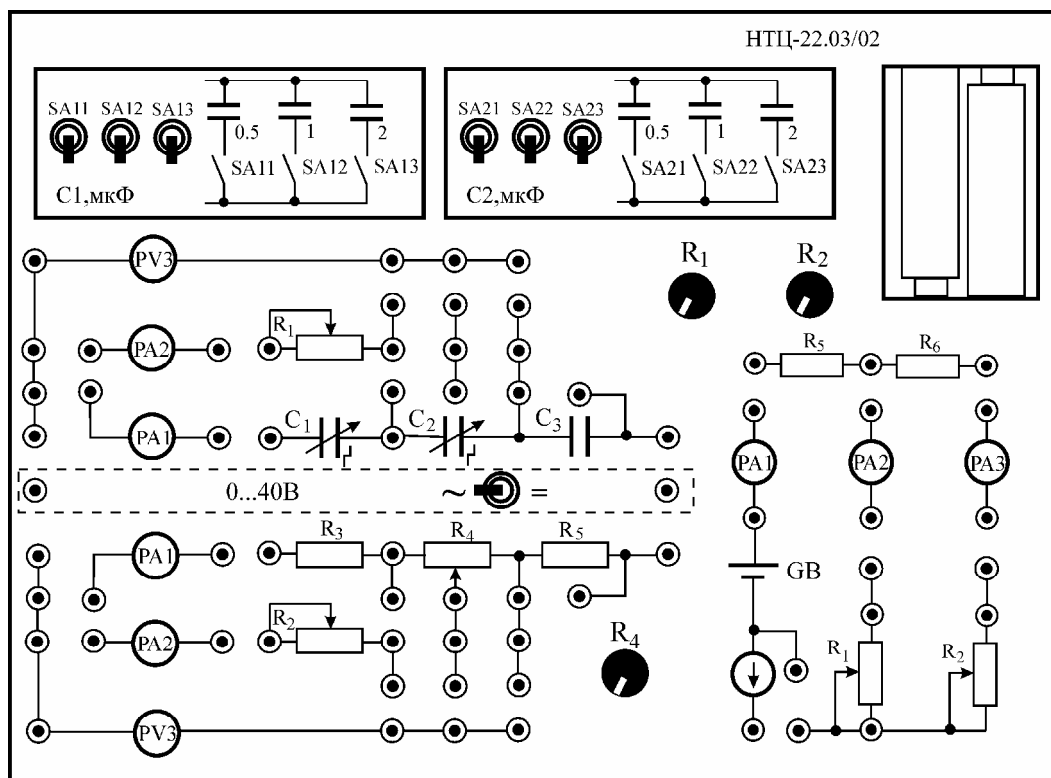 НТЦ-22.03/02
SA11 SA12 SA13
0.5 1 2
SA11 SA12 SA13
С1,мкФ
SA21 SA22 SA23
0.5 1 2
SA21 SA22 SA23
С2,мкФ
PV3
R1 R2
PA2 R1
R5 R6
PA1 C1 C2 C3
PA1 PA2 PA3
0...40В ~ =
PA1 R3 R4 R5
GB
PA2 R2
R4
R1 R2
PV3